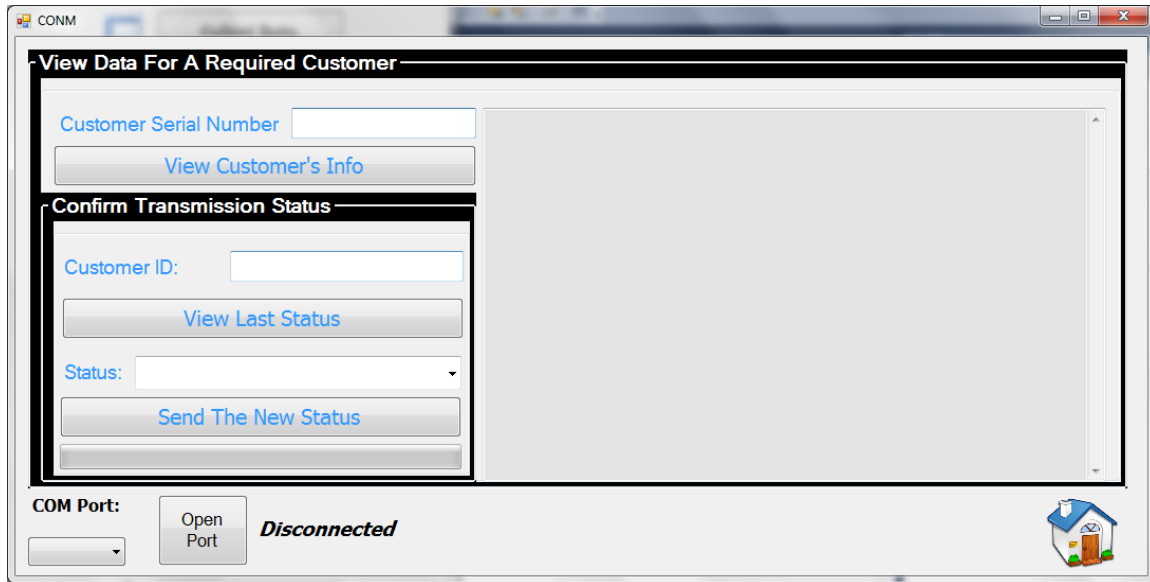 CONM
View Data For A Required Customer
Customer Serial Number
View Customer's Info
Confirm Transmission Status
Customer ID:
View Last Status
Status:
Send The New Status
COM Port:
Open
Port
Disconnected